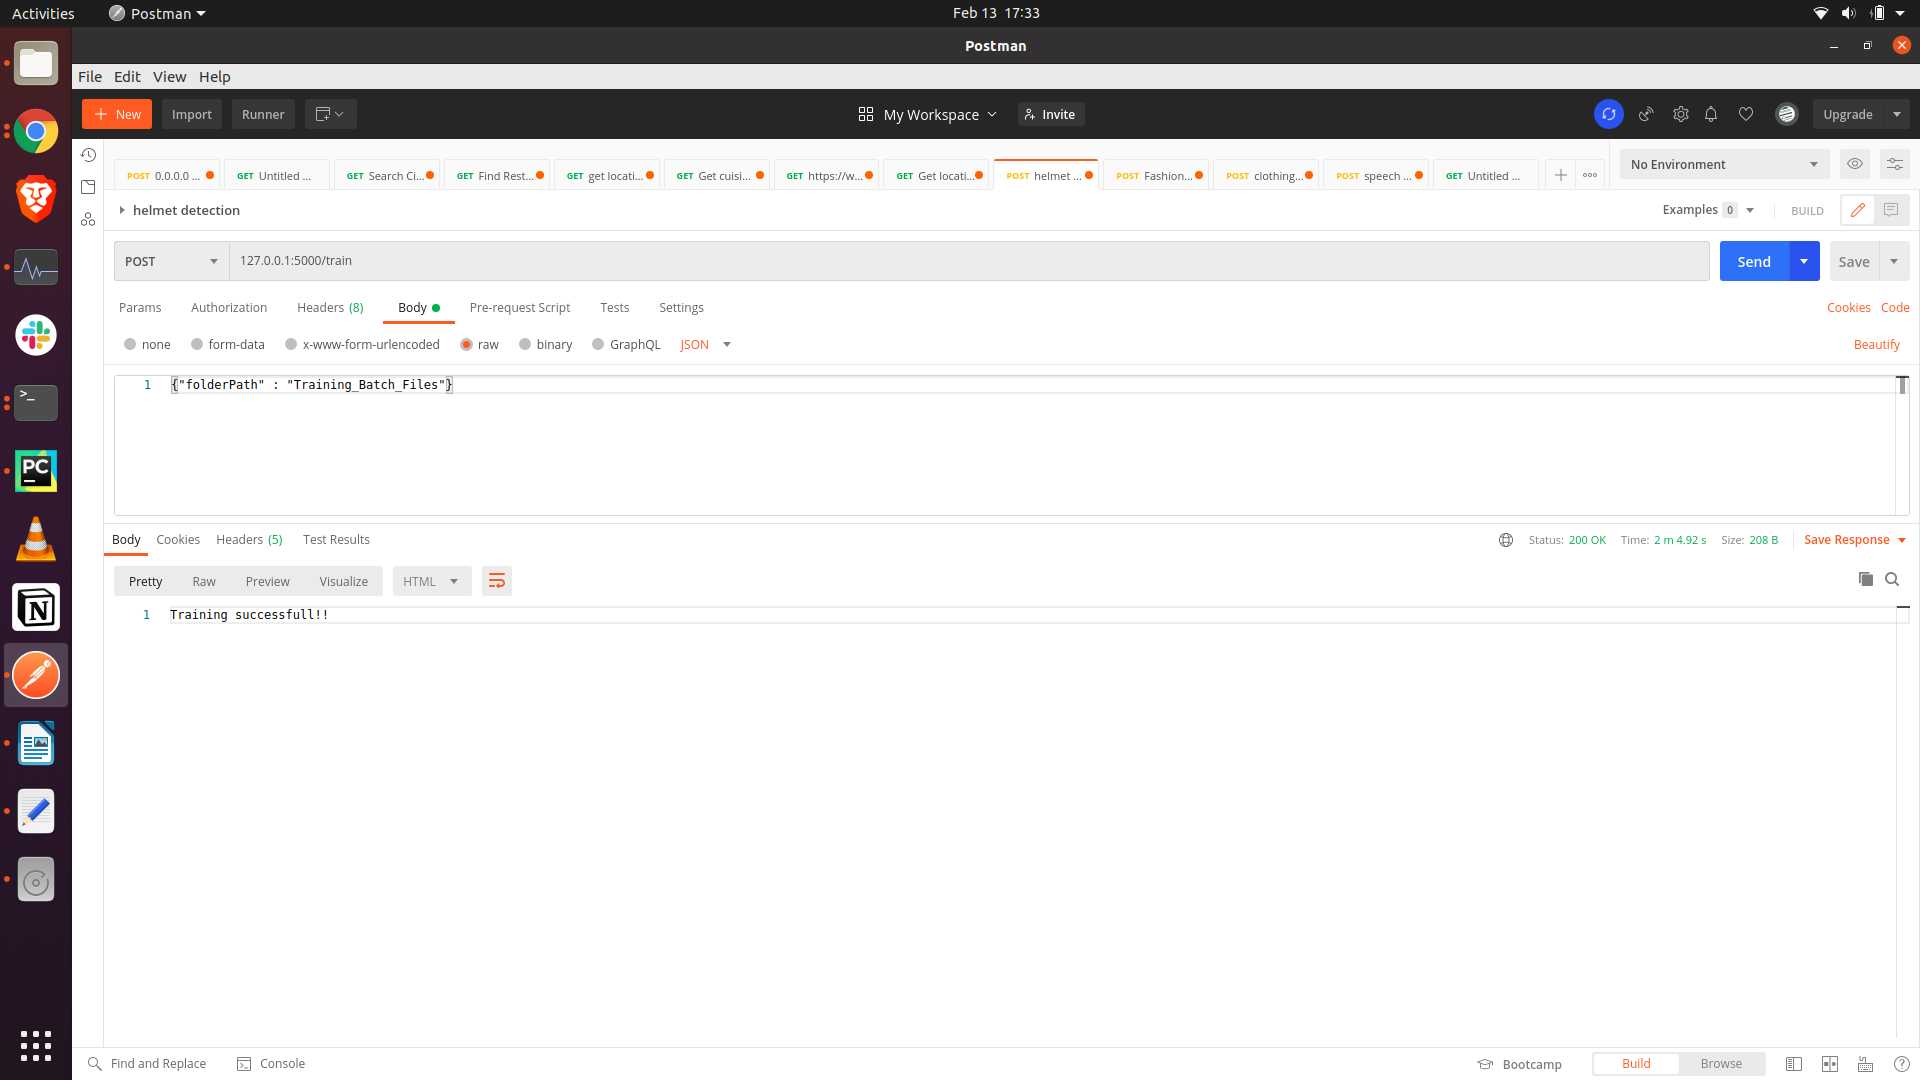 Activities Postman Feb 13 17:33
Postman
File Edit View Help
New Import Runner My Workspace Invite Upgrade
POST 0.0.0.0 ... GET Untitled ... GET Search Ci... GET Find Rest... GET get locati... GET Get cuisi... GET https://w... GET Get locati... POST helmet ... POST Fashion... POST clothing... POST speech ... GET Untitled ... No Environment
helmet detection Examples 0 BUILD
POST 127.0.0.1:5000/train Send Save
Params Authorization Headers (8) Body Pre-request Script Tests Settings Cookies Code
none form-data x-www-form-urlencoded raw binary GraphQL JSON Beautify
1 {"folderPath" : "Training_Batch_Files"}
Body Cookies Headers (5) Test Results Status: 200 OK Time: 2 m 4.92 s Size: 208 B Save Response
Pretty Raw Preview Visualize HTML
1 Training successfull!!
Find and Replace Console Bootcamp Build Browse
PC